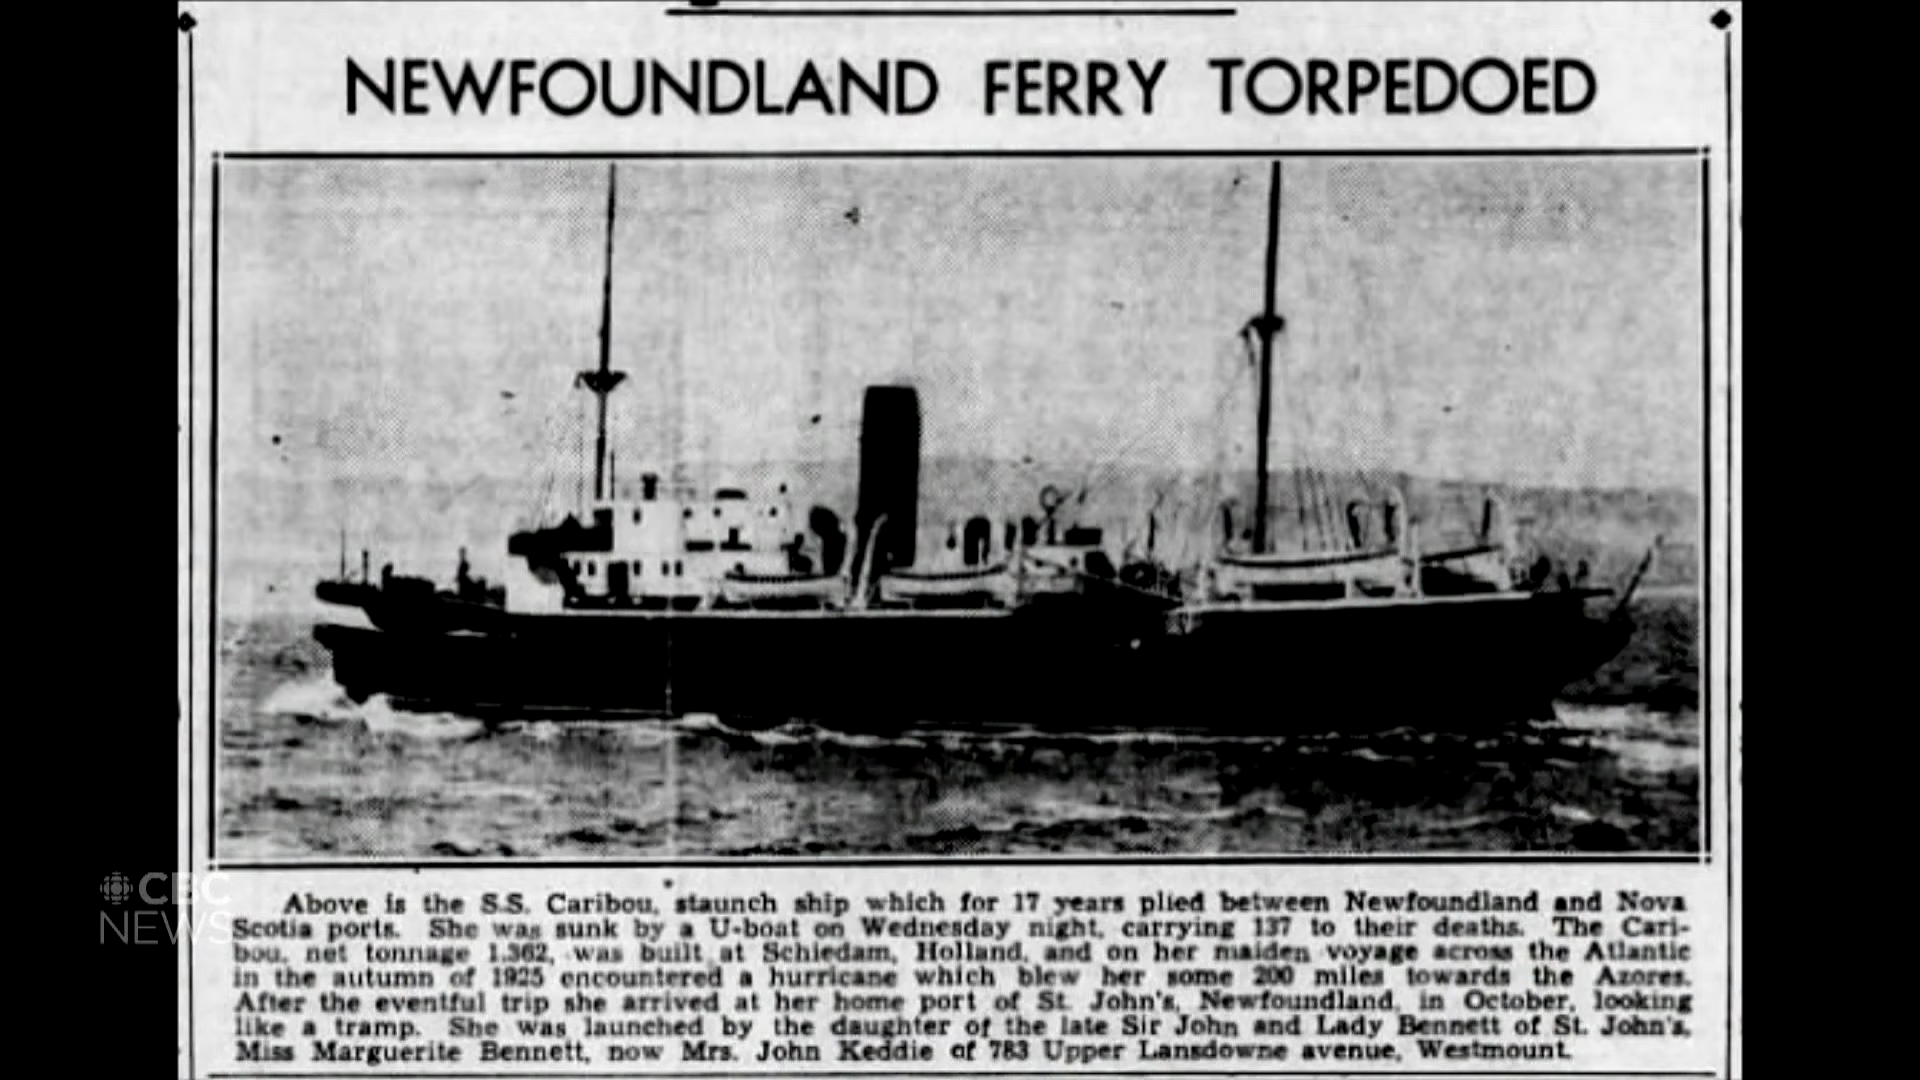 NEWFOUNDLAND FERRY TORPEDOED
Above is the S.S. Caribou, staunch ship which for 17 years plied between Newfoundland and Nova
Scotia ports. She was sunk by a U-boat on Wednesday night, carrying 137 to their deaths. The Cari-
bou, net tonnage 1,362, was built at Schiedam, Holland, and on her maiden voyage across the Atlantic
in the autumn of 1925 encountered a hurricane which blew her some 200 miles towards the Azores.
After the eventful trip she arrived at her home port of St. John's, Newfoundland, in October, looking
like a tramp. She was launched by the daughter of the late Sir John and Lady Bennett of St. John's,
Miss Marguerite Bennett, now Mrs. John Keddie of 783 Upper Lansdowne avenue, Westmount.
CBC
NEWS